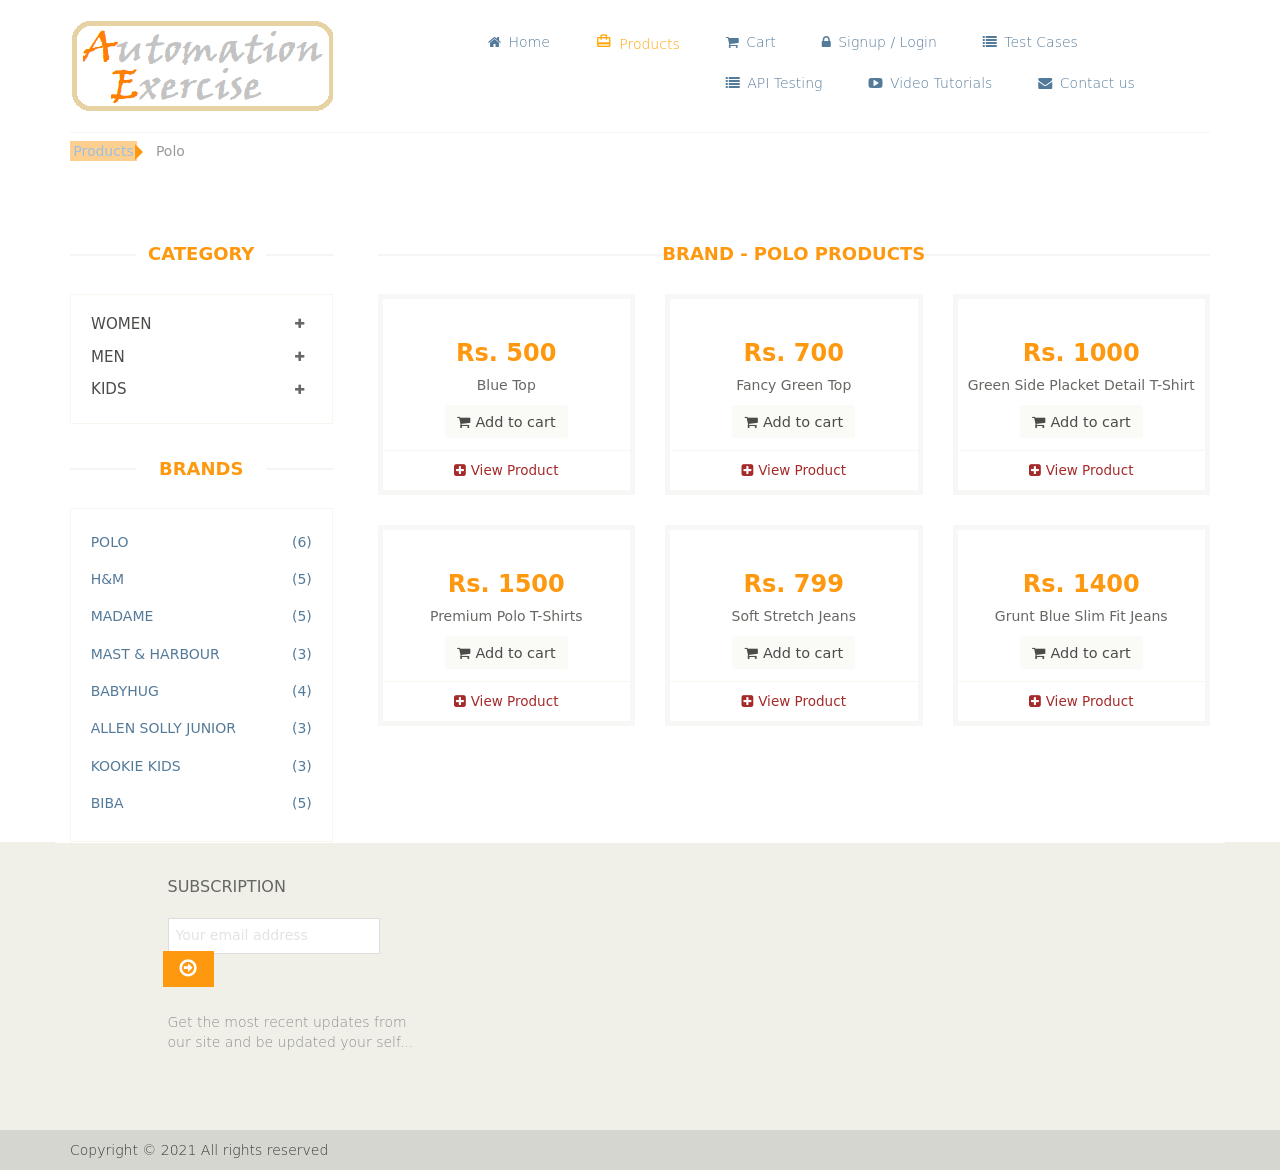 Automation
Exercise
Home
Products
Cart
Signup / Login
Test Cases
API Testing
Video Tutorials
Contact us
Products
Polo
CATEGORY
WOMEN
MEN
KIDS
BRANDS
POLO (6)
H&M (5)
MADAME (5)
MAST & HARBOUR (3)
BABYHUG (4)
ALLEN SOLLY JUNIOR (3)
KOOKIE KIDS (3)
BIBA (5)
BRAND - POLO PRODUCTS
Rs. 500
Blue Top
Add to cart
View Product
Rs. 700
Fancy Green Top
Add to cart
View Product
Rs. 1000
Green Side Placket Detail T-Shirt
Add to cart
View Product
Rs. 1500
Premium Polo T-Shirts
Add to cart
View Product
Rs. 799
Soft Stretch Jeans
Add to cart
View Product
Rs. 1400
Grunt Blue Slim Fit Jeans
Add to cart
View Product
SUBSCRIPTION
Your email address
Get the most recent updates from
our site and be updated your self...
Copyright © 2021 All rights reserved